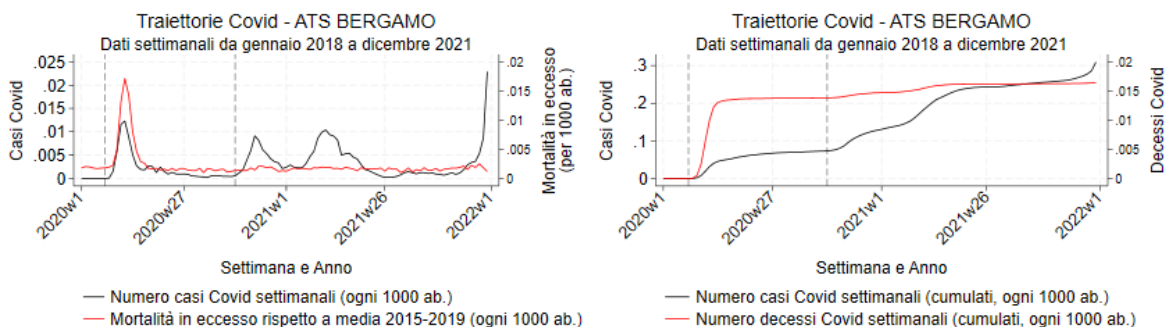 Traiettorie Covid - ATS BERGAMO
Dati settimanali da gennaio 2018 a dicembre 2021
Casi Covid
.025
.02
.015
.01
.005
0
.02
.015
.01
.005
0
Mortalità in eccesso
(per 1000 ab.)
2020w1
2020w27
2021w1
2021w26
2022w1
Settimana e Anno
Numero casi Covid settimanali (ogni 1000 ab.)
Mortalità in eccesso rispetto a media 2015-2019 (ogni 1000 ab.)
Traiettorie Covid - ATS BERGAMO
Dati settimanali da gennaio 2018 a dicembre 2021
Casi Covid
.3
.2
.1
0
.02
.015
.01
.005
0
Decessi Covid
2020w1
2020w27
2021w1
2021w26
2022w1
Settimana e Anno
Numero casi Covid settimanali (cumulati, ogni 1000 ab.)
Numero decessi Covid settimanali (cumulati, ogni 1000 ab.)